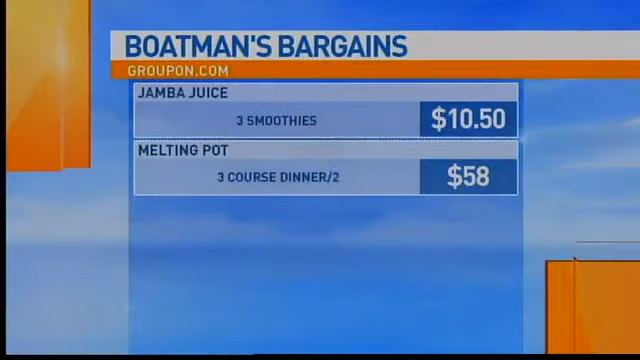 BOATMAN'S BARGAINS
GROUPON.COM
JAMBA JUICE
3 SMOOTHIES $10.50
MELTING POT
3 COURSE DINNER/2 $58